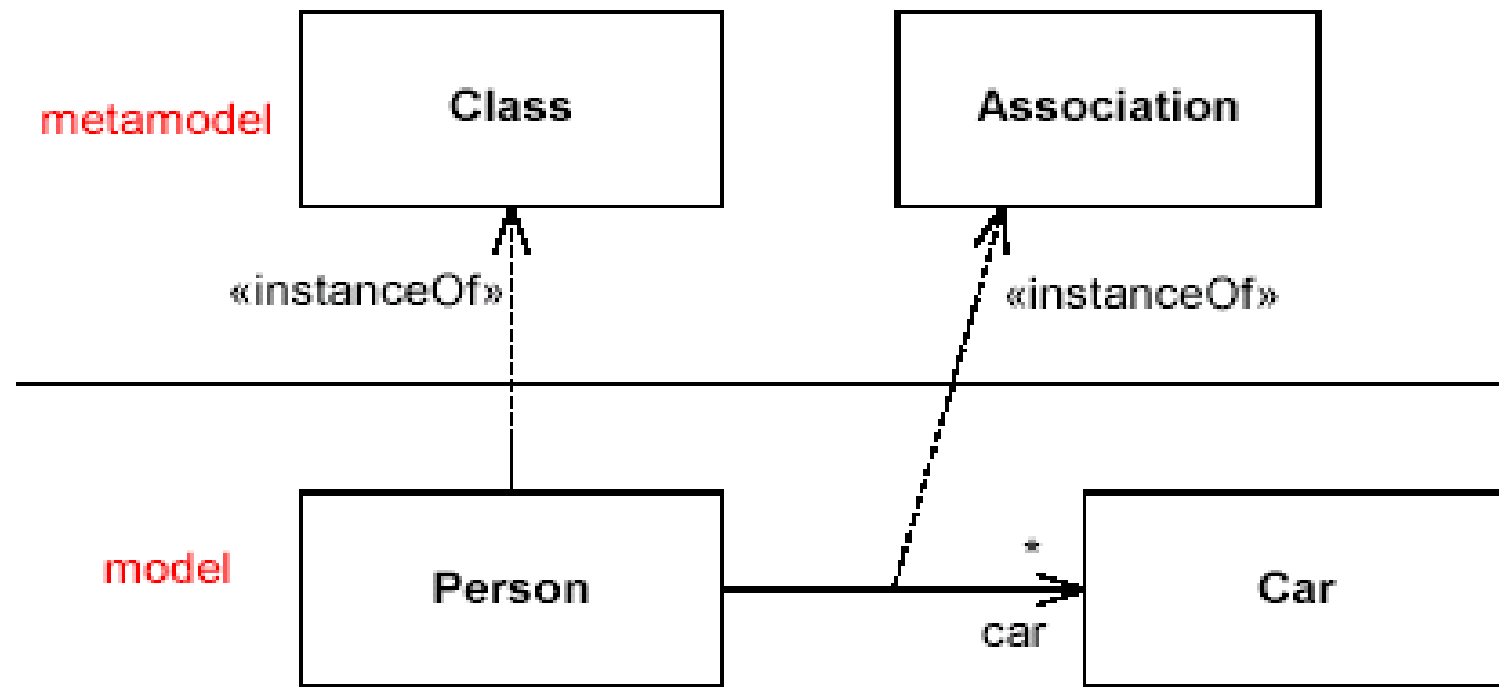 Class
Association
metamodel
«instanceOf»
«instanceOf»
*
model
Person
Car
car